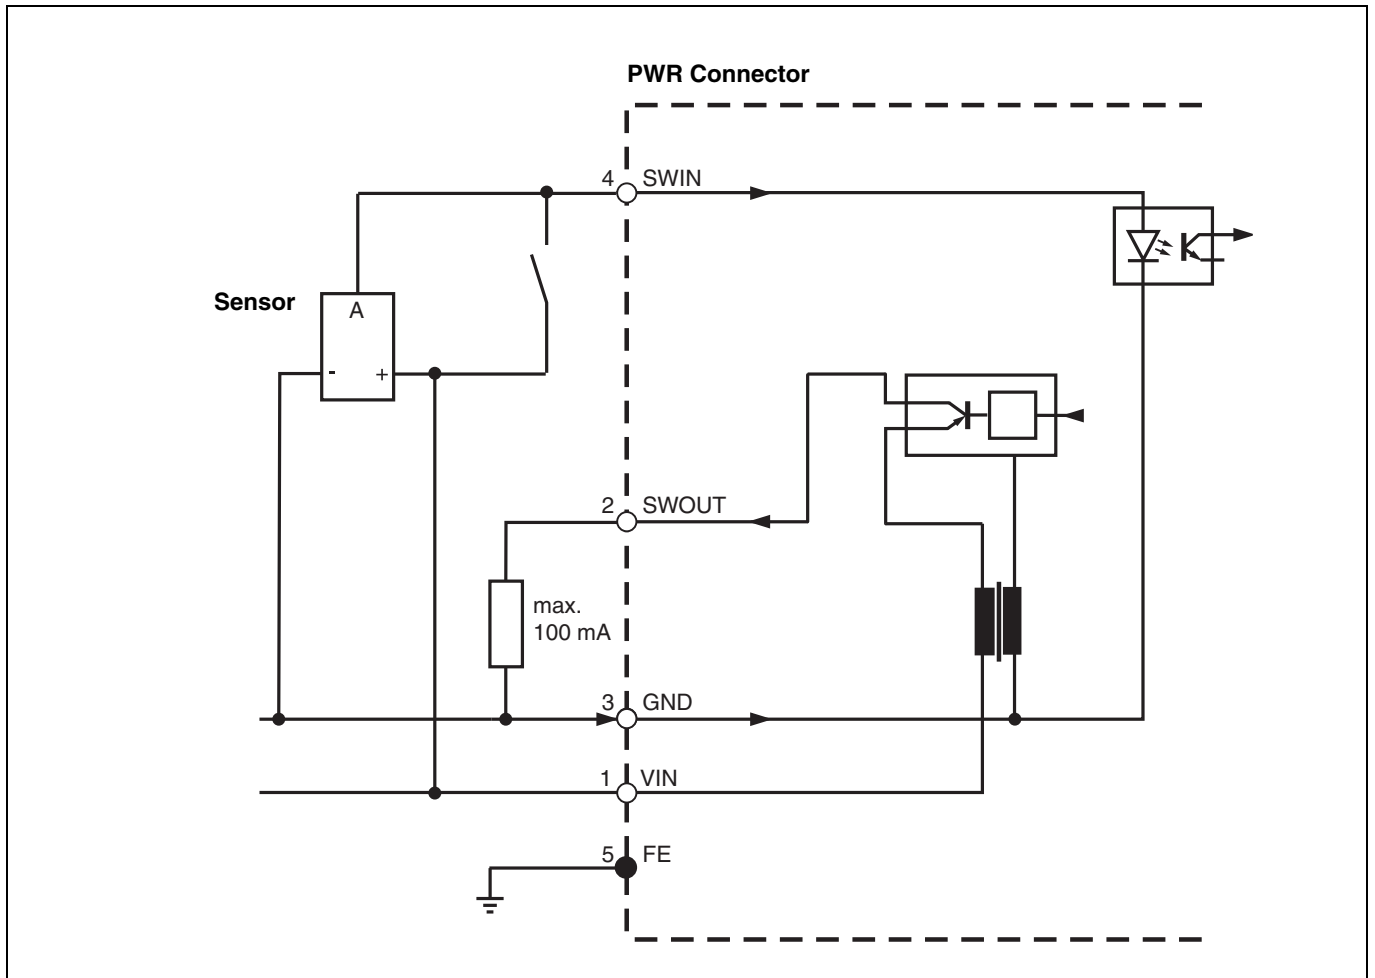 PWR Connector
4 SWIN
Sensor
A
- +
2 SWOUT
max.
100 mA
3 GND
1 VIN
5 FE